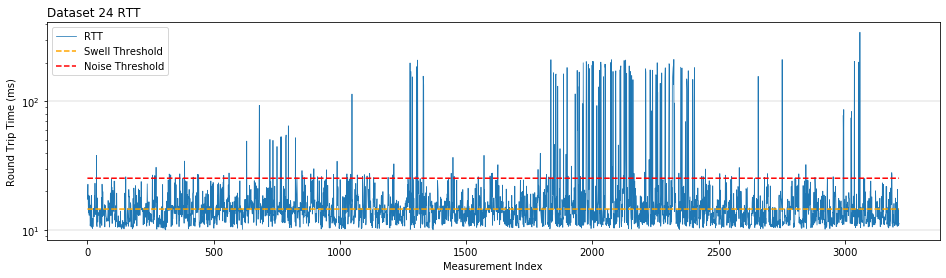 Dataset 24 RTT
RTT
Swell Threshold
Noise Threshold
Round Trip Time (ms)
10²
10¹
0
500
1000
1500
2000
2500
3000
Measurement Index